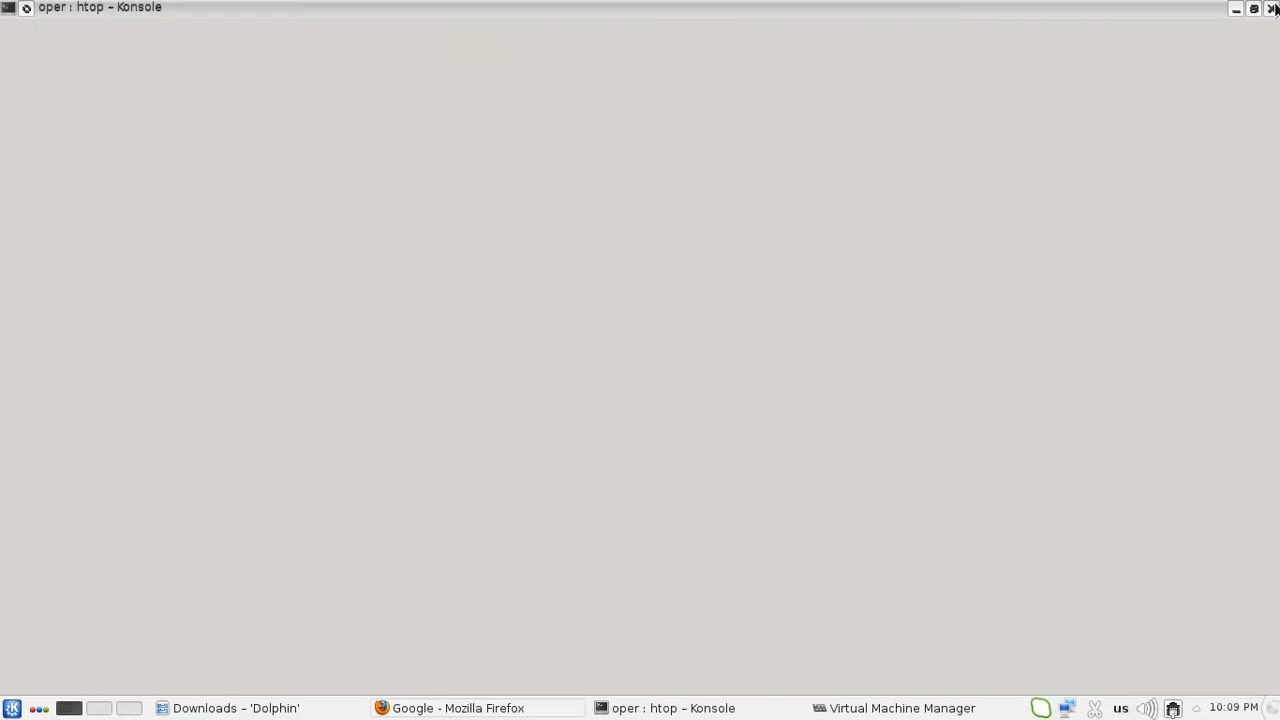 oper : htop – Konsole
Downloads – 'Dolphin'
Google - Mozilla Firefox
oper : htop – Konsole
Virtual Machine Manager
us
10:09 PM